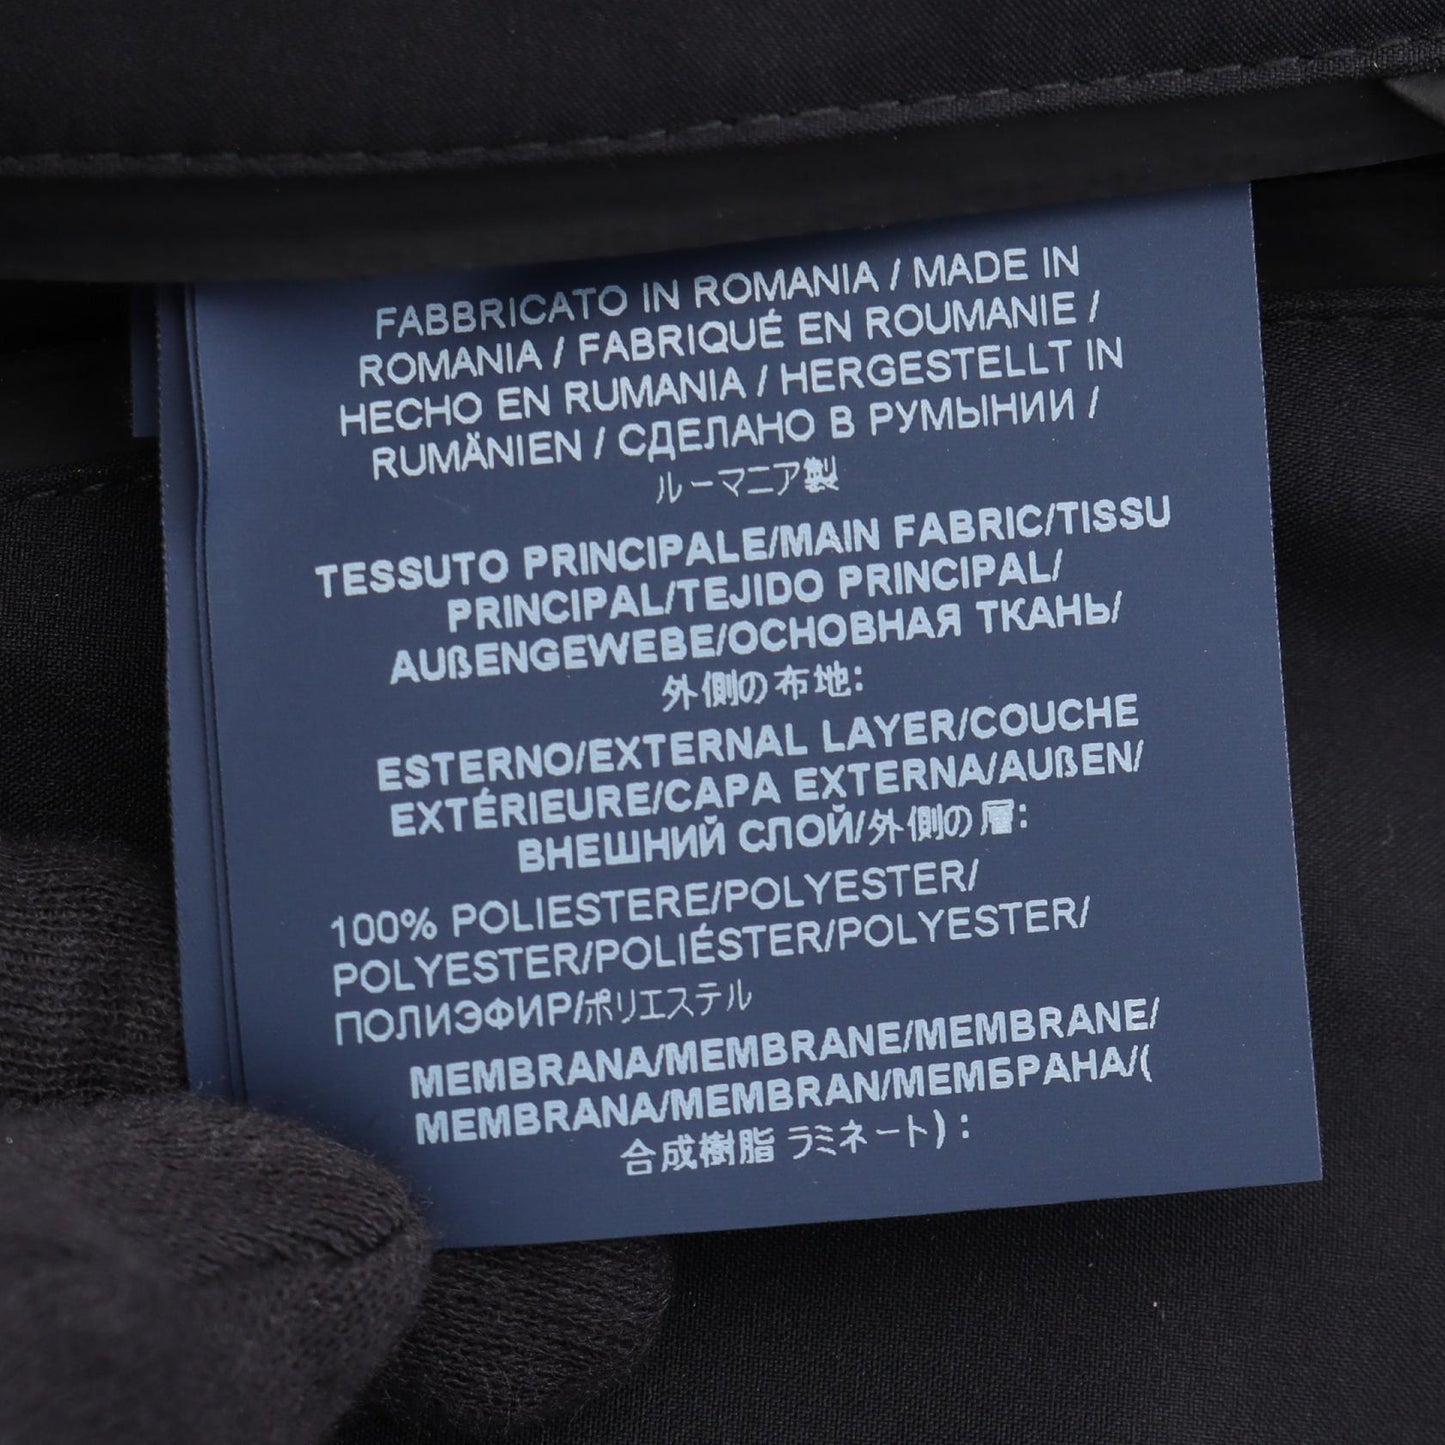 FABBRICATO IN ROMANIA / MADE IN
ROMANIA / FABRIQUÉ EN ROUMANIE /
HECHO EN RUMANIA / HERGESTELLT IN
RUMÄNIEN / СДЕЛАНО В РУМЫНИИ /
ルーマニア製
TESSUTO PRINCIPALE/MAIN FABRIC/TISSU
PRINCIPAL/TEJIDO PRINCIPAL/
AUßENGEWEBE/ОСНОВНАЯ ТКАНЬ/
外側の布地:
ESTERNO/EXTERNAL LAYER/COUCHE
EXTÉRIEURE/CAPA EXTERNA/AUßEN/
ВНЕШНИЙ СЛОЙ/外側の層:
100% POLIESTERE/POLYESTER/
POLYESTER/POLIÉSTER/POLYESTER/
ПОЛИЭФИР/ポリエステル
MEMBRANA/MEMBRANE/MEMBRANE/
MEMBRANA/MEMBRAN/МЕМБРАНА/(
合成樹脂 ラミネート) :